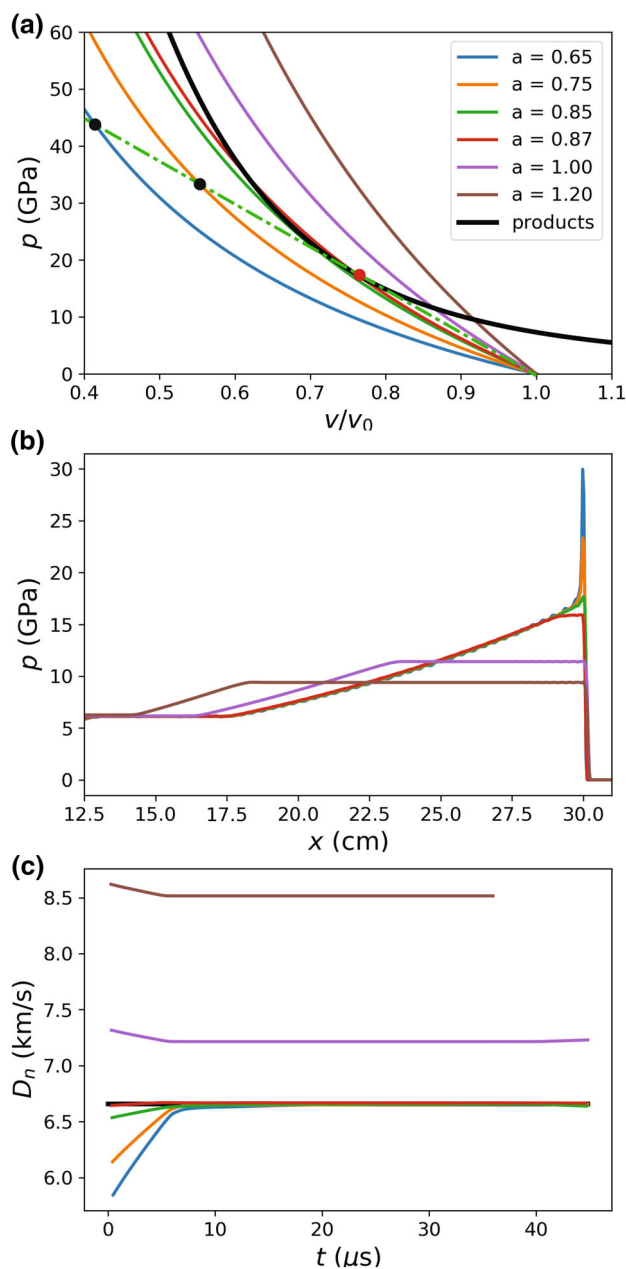 (a)
60
50
40
30
20
10
0
p (GPa)
a = 0.65
a = 0.75
a = 0.85
a = 0.87
a = 1.00
a = 1.20
products
0.4 0.5 0.6 0.7 0.8 0.9 1.0 1.1
v/v₀
(b)
30
25
20
15
10
5
0
p (GPa)
12.5 15.0 17.5 20.0 22.5 25.0 27.5 30.0
x (cm)
(c)
8.5
8.0
7.5
7.0
6.5
6.0
Dₙ (km/s)
0 10 20 30 40
t (μs)